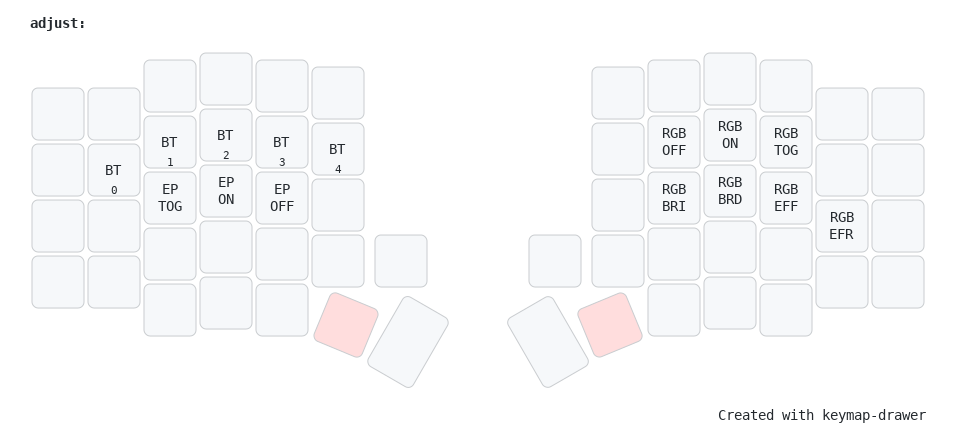 adjust:
BT
0
BT
1
BT
2
BT
3
BT
4
RGB
OFF
RGB
ON
RGB
TOG
EP
TOG
EP
ON
EP
OFF
RGB
BRI
RGB
BRD
RGB
EFF
RGB
EFR
Created with keymap-drawer